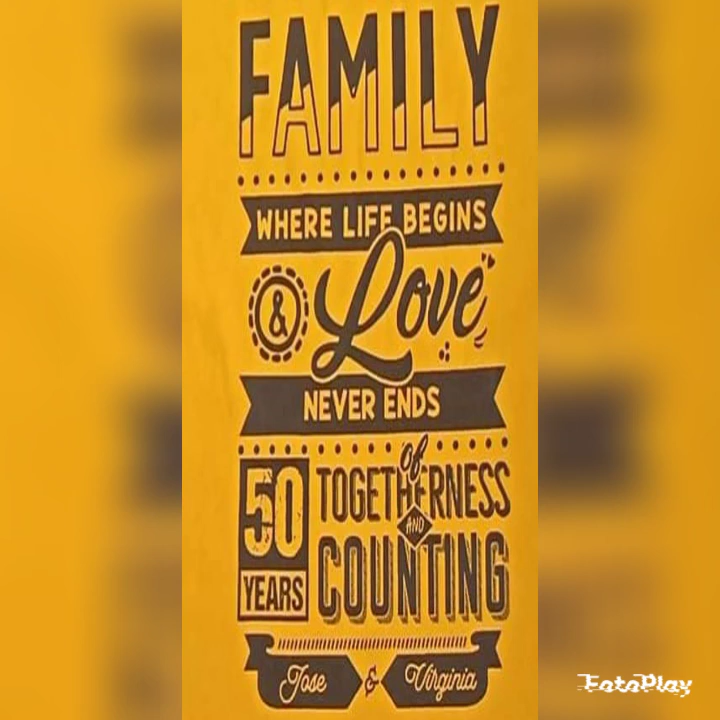 FAMILY
WHERE LIFE BEGINS
& Love
NEVER ENDS
50 YEARS
of
TOGETHERNESS
AND
COUNTING
Jose & Virginia
FotoPlay